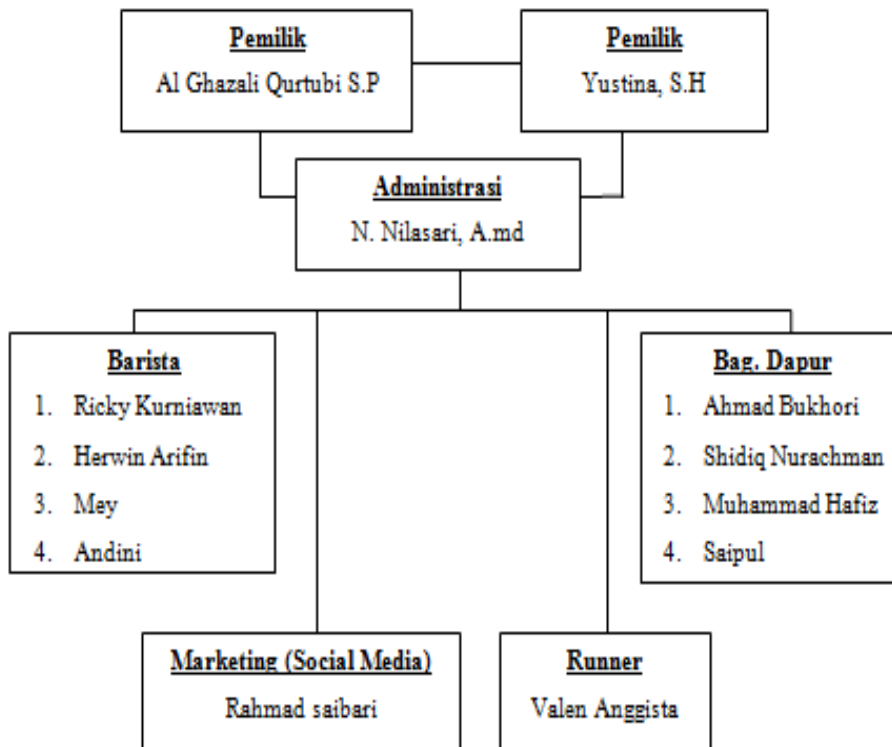 Pemilik
Al Ghazali Qurtubi S.P
Pemilik
Yustina, S.H
Administrasi
N. Nilasari, A.md
Barista
1. Ricky Kurniawan
2. Herwin Arifin
3. Mey
4. Andini
Bag. Dapur
1. Ahmad Bukhori
2. Shidiq Nurachman
3. Muhammad Hafiz
4. Saipul
Marketing (Social Media)
Rahmad saibari
Runner
Valen Anggista